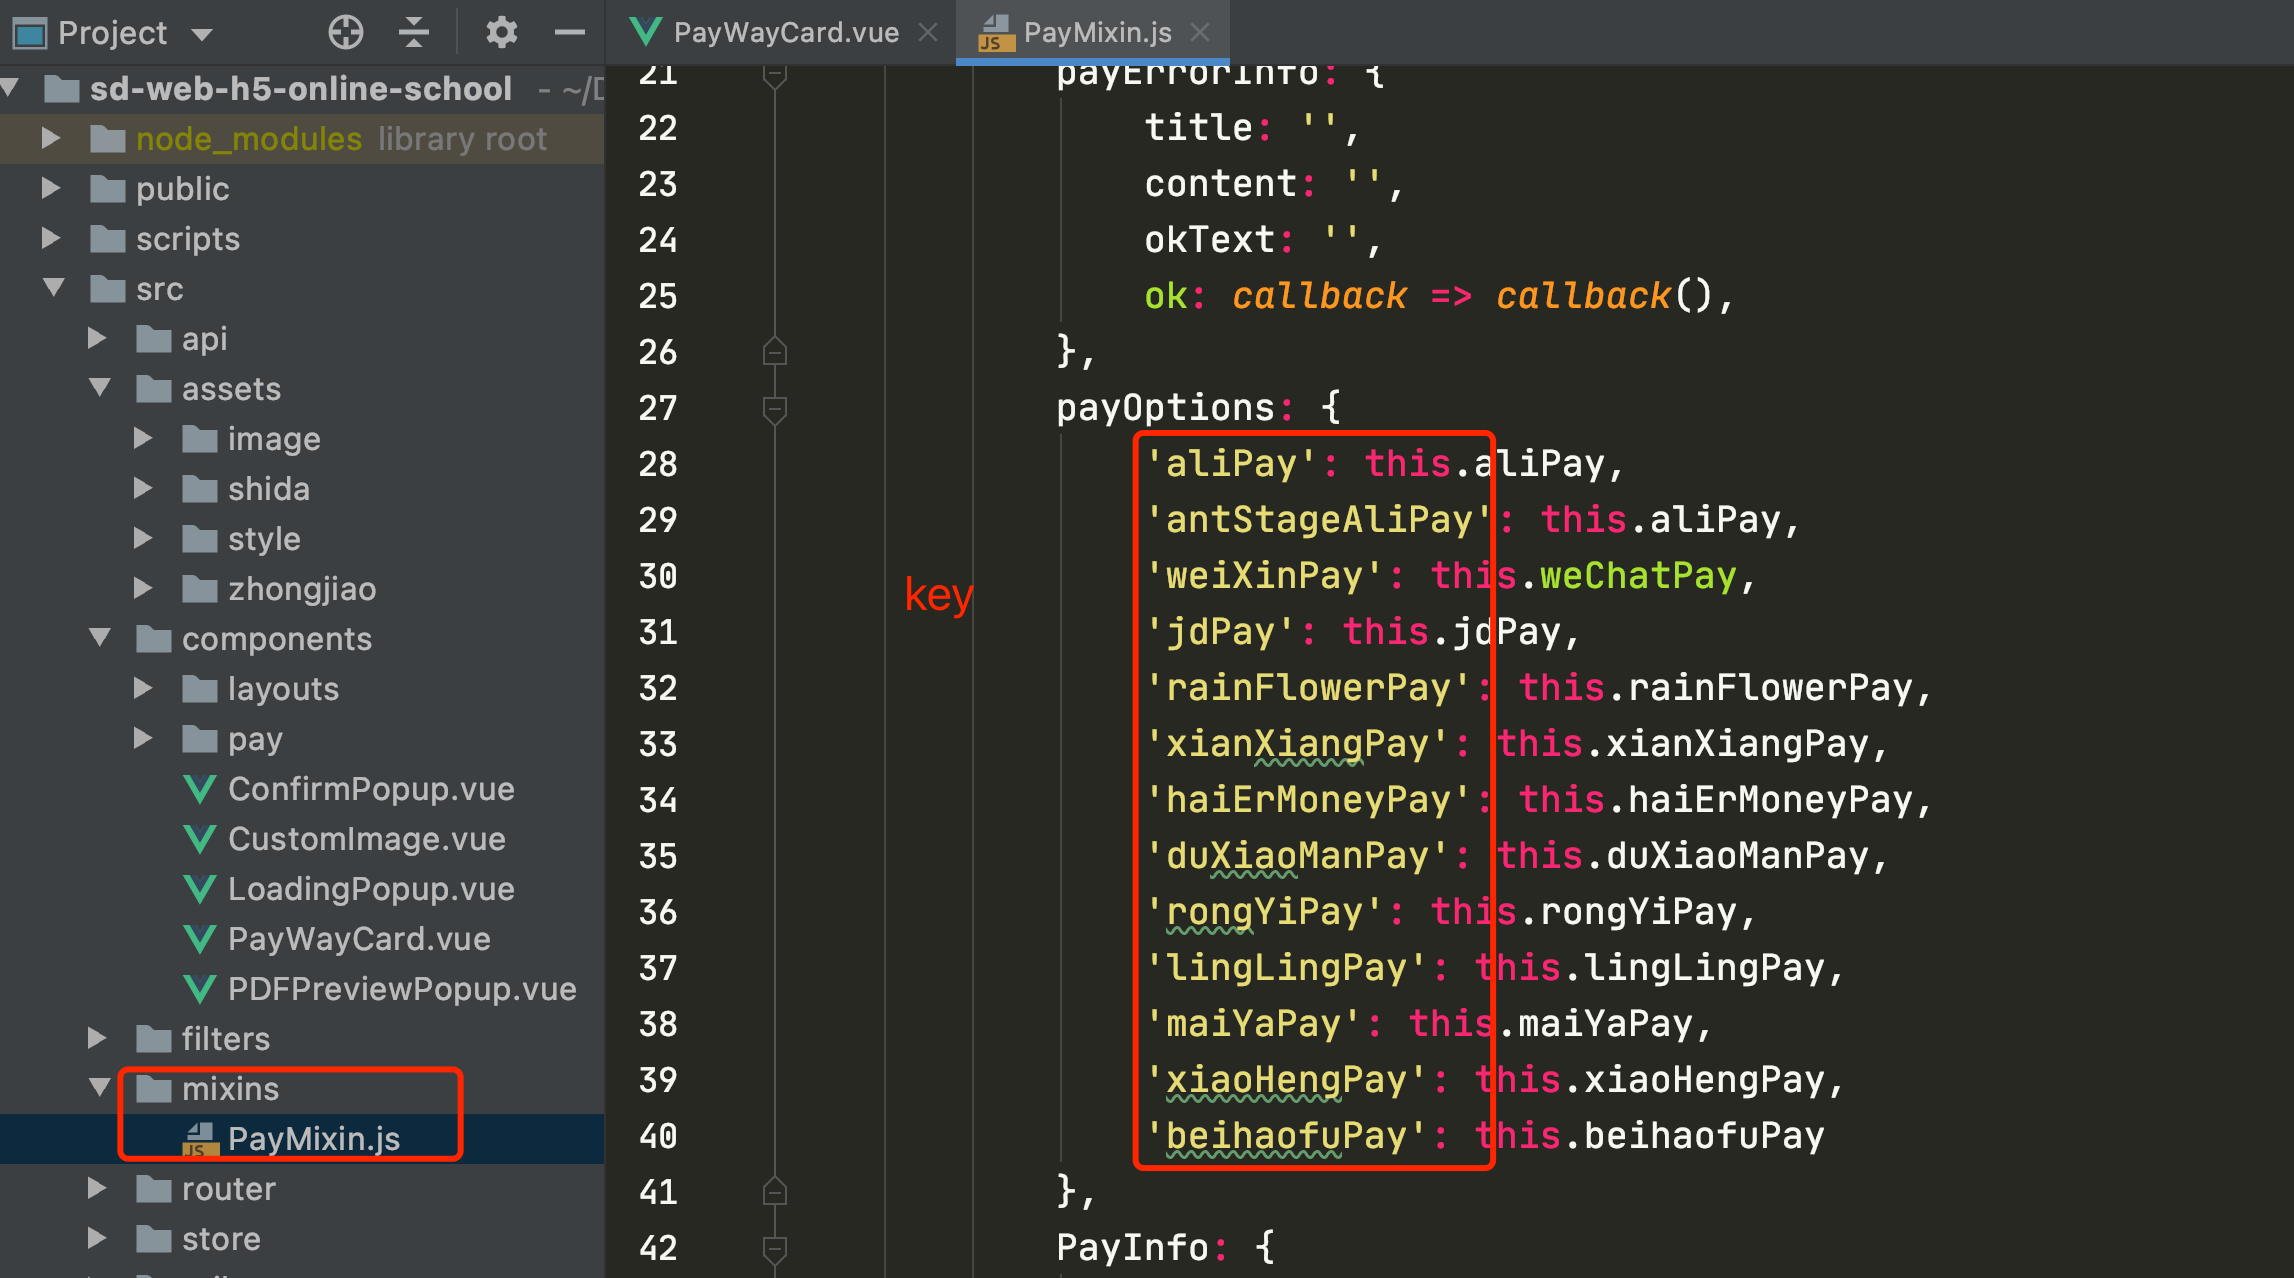 Project
PayWayCard.vue
PayMixin.js
sd-web-h5-online-school - ~/D
node_modules library root
public
scripts
src
api
assets
image
shida
style
zhongjiao
components
layouts
pay
ConfirmPopup.vue
CustomImage.vue
LoadingPopup.vue
PayWayCard.vue
PDFPreviewPopup.vue
filters
mixins
JS PayMixin.js
router
store
21 payErrorInfo: {
22 title: '',
23 content: '',
24 okText: '',
25 ok: callback => callback(),
26 },
27 payOptions: {
28 'aliPay': this.aliPay,
29 'antStageAliPay': this.aliPay,
30 'weiXinPay': this.weChatPay,
key
31 'jdPay': this.jdPay,
32 'rainFlowerPay': this.rainFlowerPay,
33 'xianXiangPay': this.xianXiangPay,
34 'haiErMoneyPay': this.haiErMoneyPay,
35 'duXiaoManPay': this.duXiaoManPay,
36 'rongYiPay': this.rongYiPay,
37 'lingLingPay': this.lingLingPay,
38 'maiYaPay': this.maiYaPay,
39 'xiaoHengPay': this.xiaoHengPay,
40 'beihaofuPay': this.beihaofuPay
41 },
42 PayInfo: {